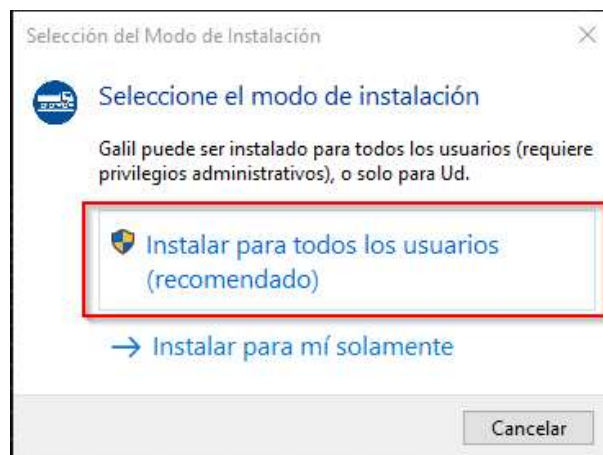 Selección del Modo de Instalación
Seleccione el modo de instalación
Galil puede ser instalado para todos los usuarios (requiere
privilegios administrativos), o solo para Ud.
Instalar para todos los usuarios
(recomendado)
Instalar para mí solamente
Cancelar